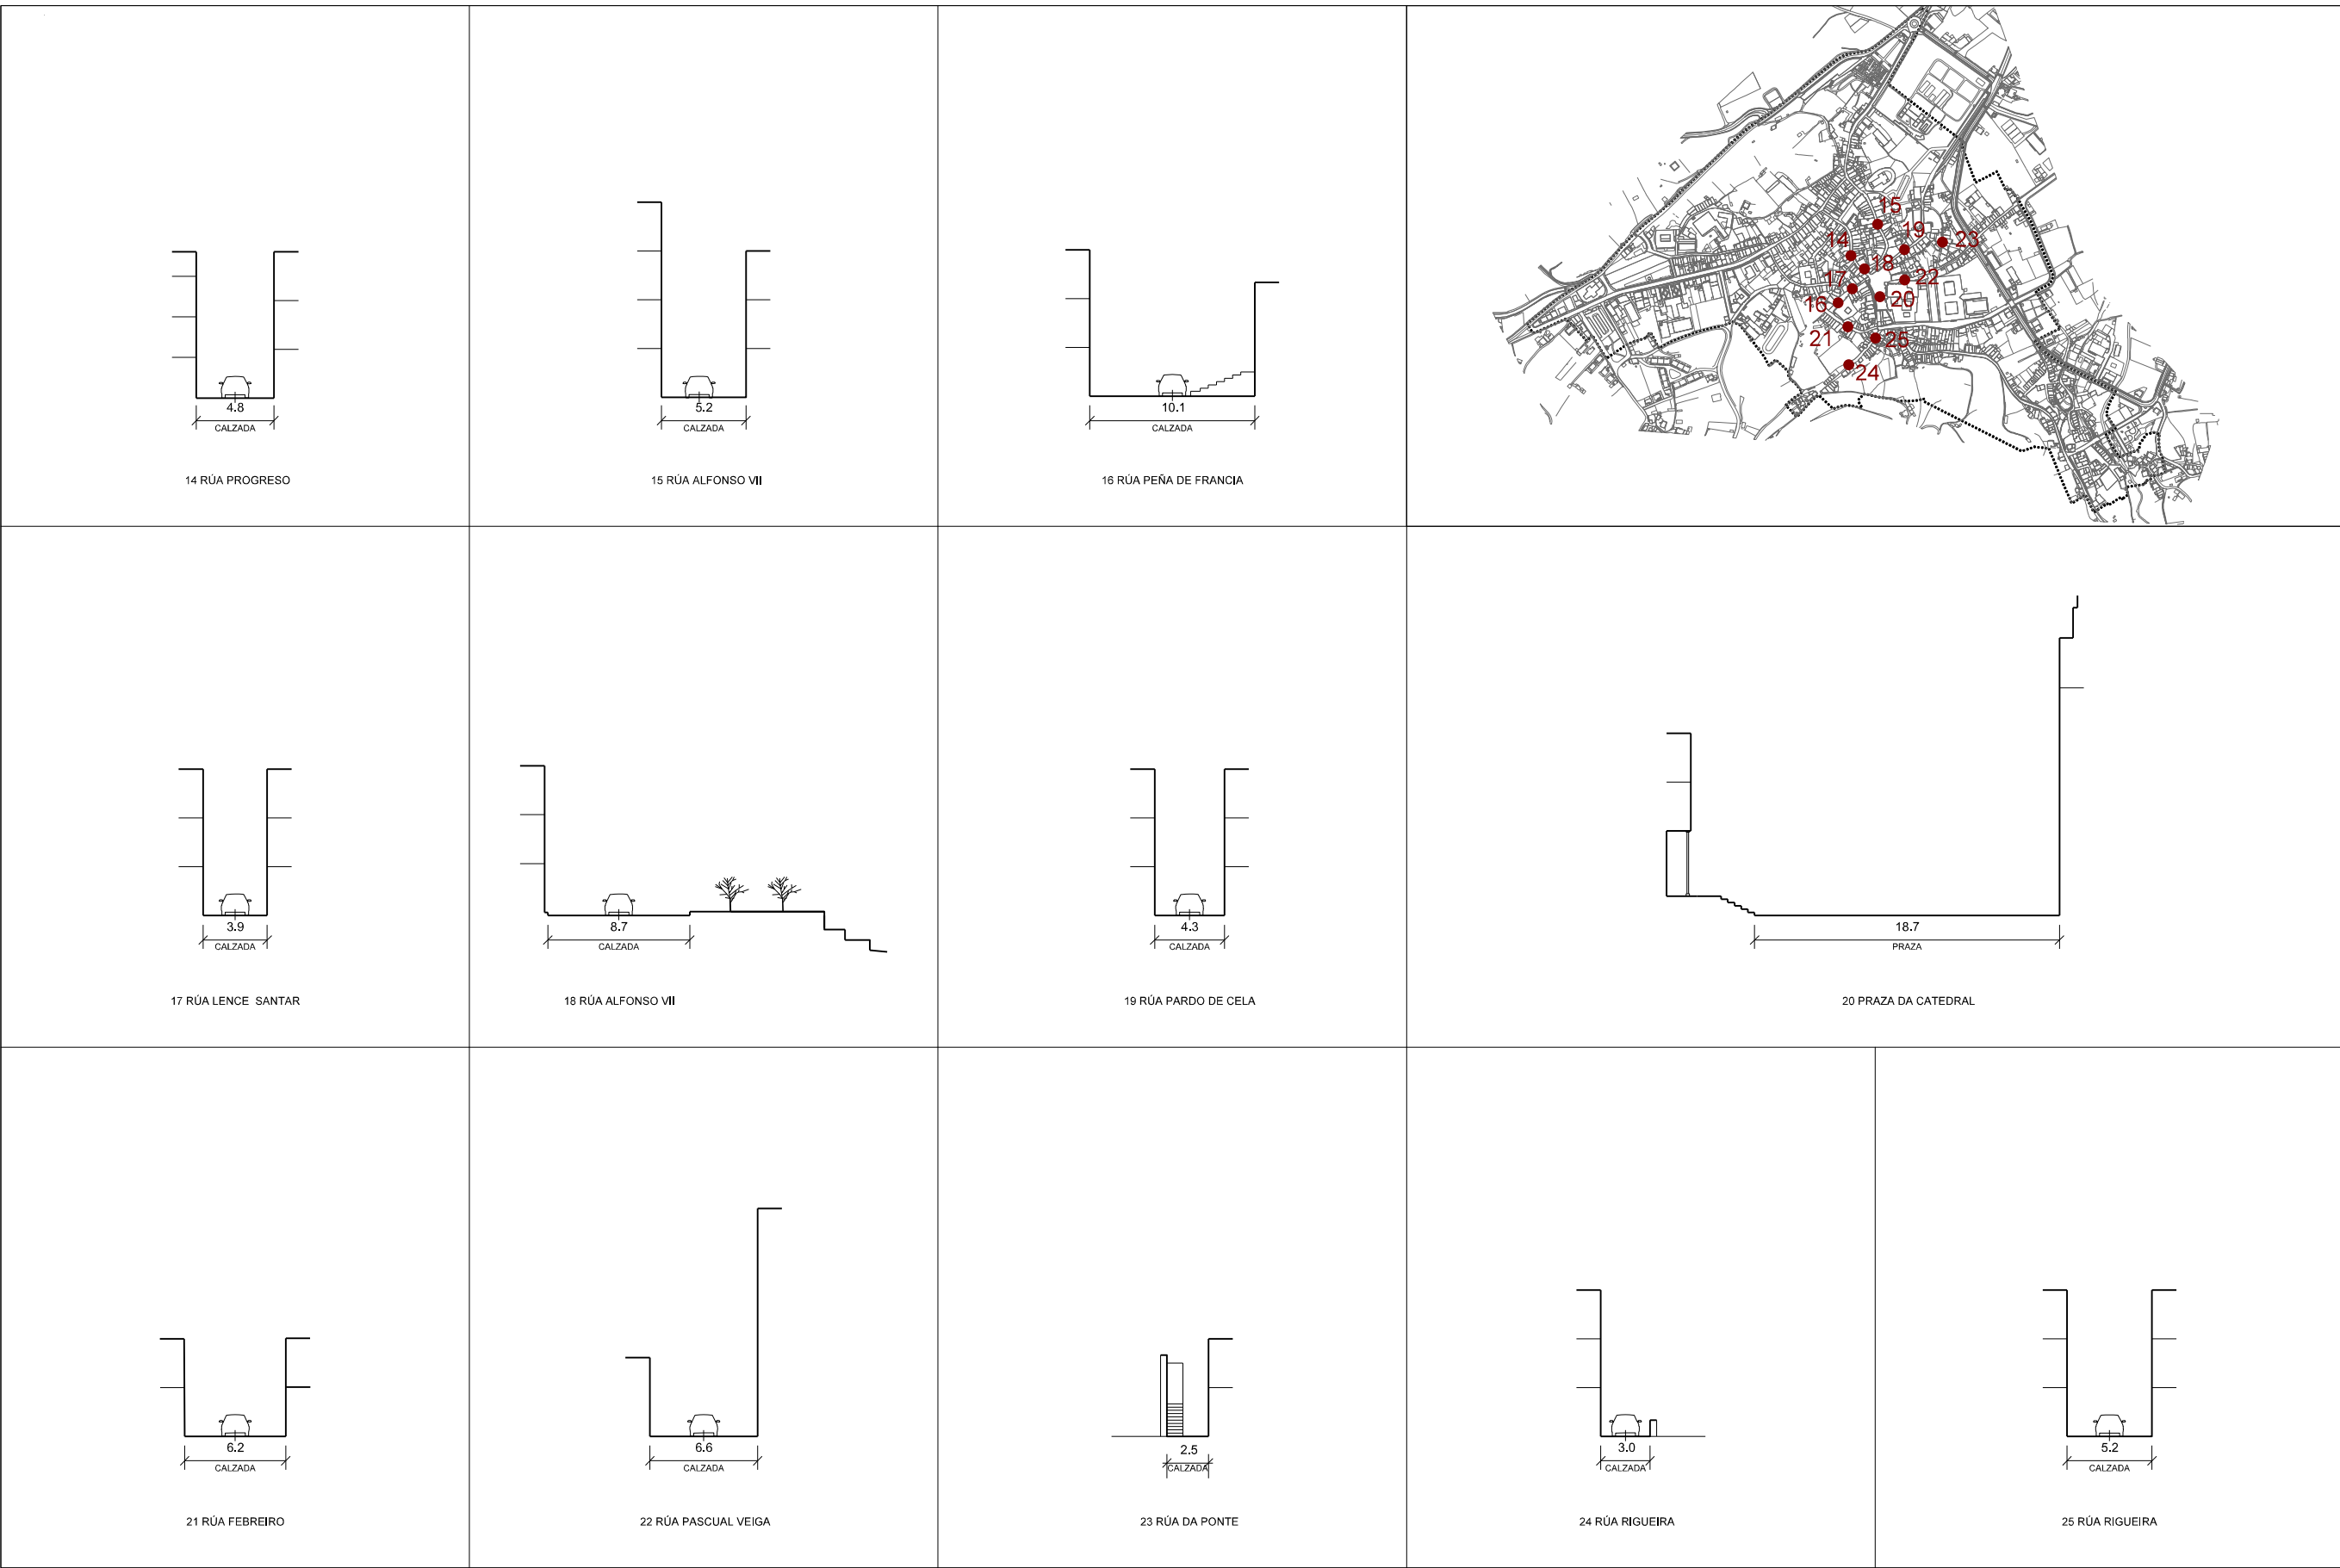 4.8
CALZADA
14 RÚA PROGRESO
5.2
CALZADA
15 RÚA ALFONSO VII
10.1
CALZADA
16 RÚA PEÑA DE FRANCIA
15
19
23
14
18
22
17
20
16
21
25
24
3.9
CALZADA
17 RÚA LENCE SANTAR
8.7
CALZADA
18 RÚA ALFONSO VII
4.3
CALZADA
19 RÚA PARDO DE CELA
18.7
PRAZA
20 PRAZA DA CATEDRAL
6.2
CALZADA
21 RÚA FEBREIRO
6.6
CALZADA
22 RÚA PASCUAL VEIGA
2.5
CALZADA
23 RÚA DA PONTE
3.0
CALZADA
24 RÚA RIGUEIRA
5.2
CALZADA
25 RÚA RIGUEIRA